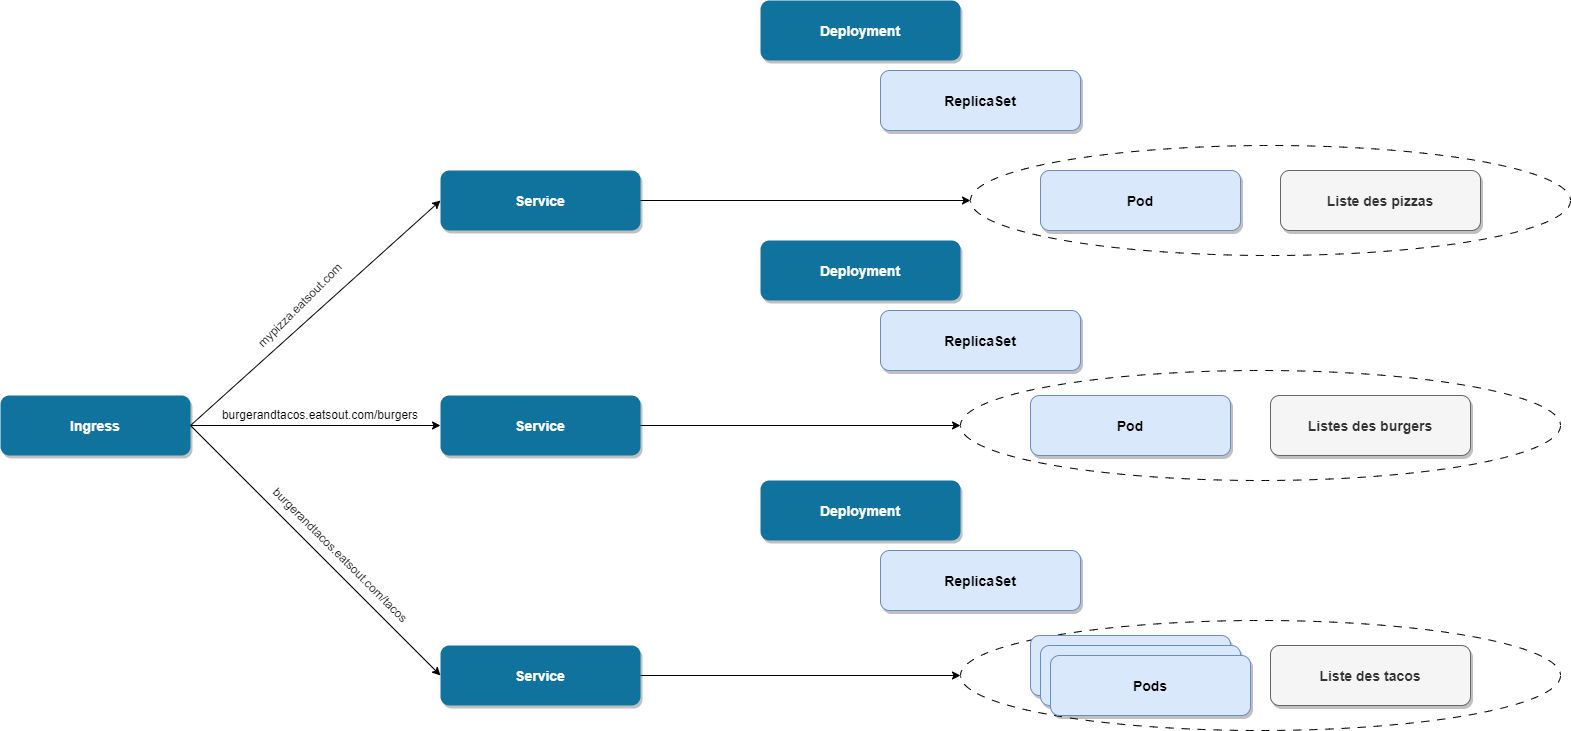 Deployment
ReplicaSet
Service
Pod
Liste des pizzas
mypizza.eatsout.com
Deployment
ReplicaSet
Ingress
burgerandtacos.eatsout.com/burgers
Service
Pod
Listes des burgers
burgerandtacos.eatsout.com/tacos
Deployment
ReplicaSet
Service
Pods
Liste des tacos